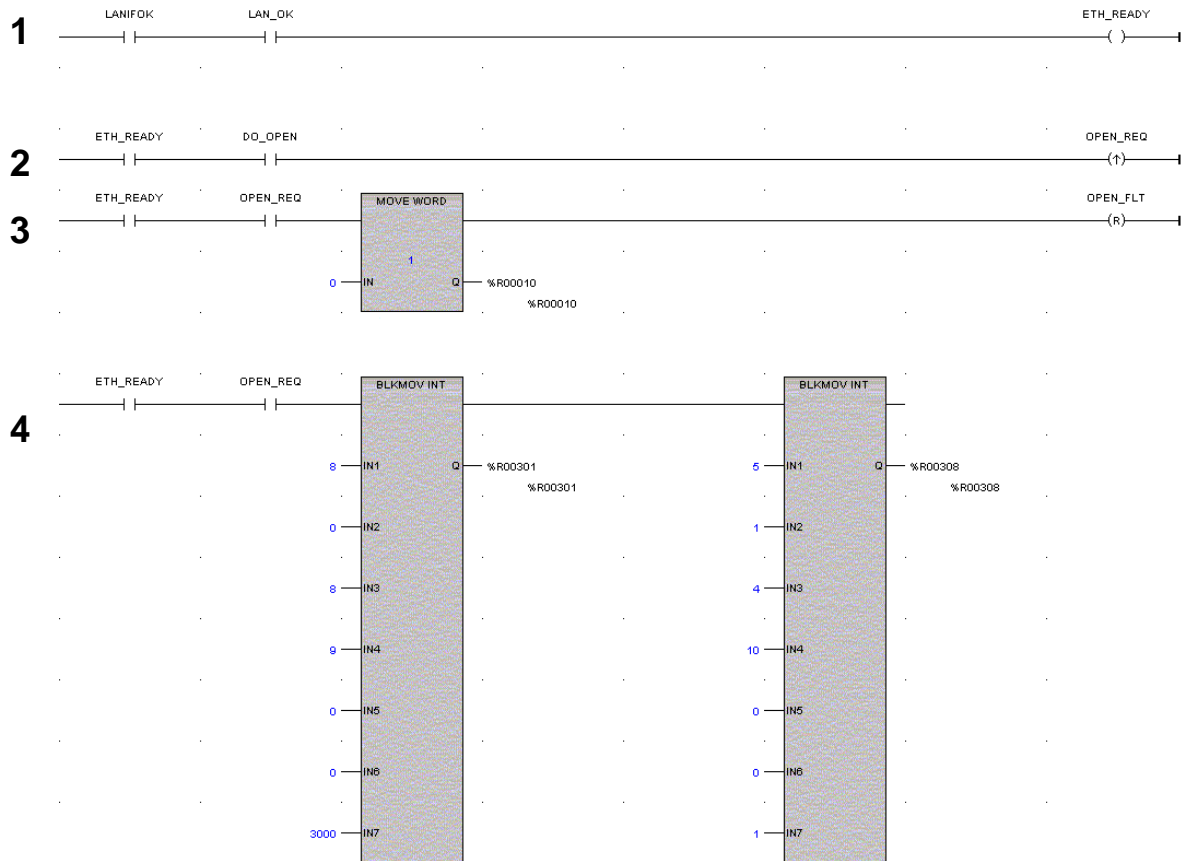 1
LANIFOK LAN_OK ETH_READY
2
ETH_READY DO_OPEN OPEN_REQ
(↑)
3
ETH_READY OPEN_REQ MOVE WORD OPEN_FLT
(R)
1
0 IN Q %R00010
%R00010
4
ETH_READY OPEN_REQ BLKMOV INT BLKMOV INT
8 IN1 Q %R00301 5 IN1 Q %R00308
%R00301 %R00308
0 IN2 1 IN2
8 IN3 4 IN3
9 IN4 10 IN4
0 IN5 0 IN5
0 IN6 0 IN6
3000 IN7 1 IN7